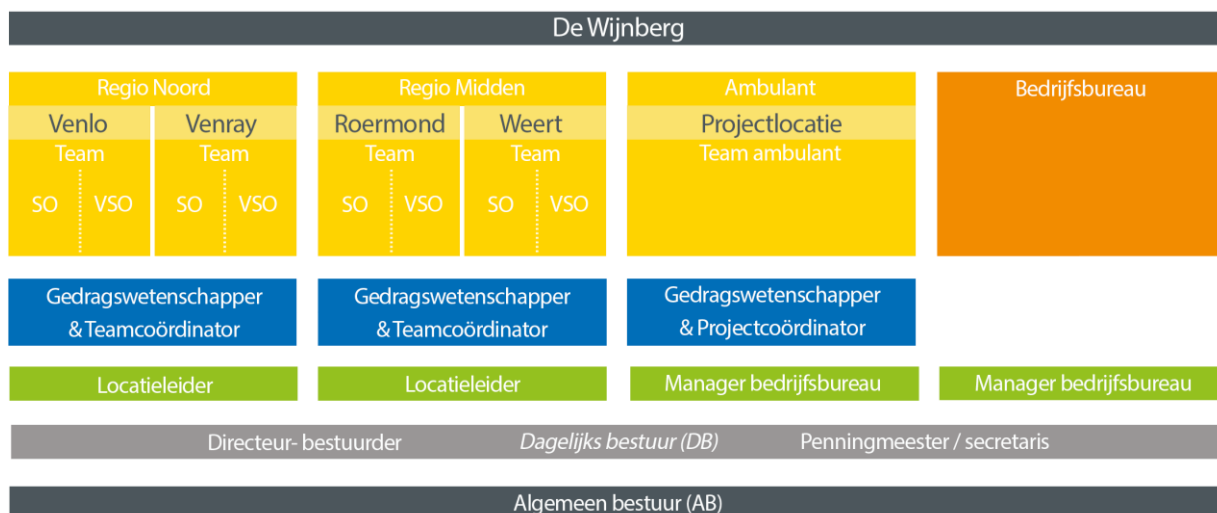 De Wijnberg
Regio Noord
Regio Midden
Ambulant
Bedrijfsbureau
Venlo
Venray
Roermond
Weert
Projectlocatie
Team
Team
Team
Team
Team ambulant
SO
VSO
SO
VSO
SO
VSO
SO
VSO
Gedragswetenschapper
& Teamcoördinator
Gedragswetenschapper
& Teamcoördinator
Gedragswetenschapper
& Projectcoördinator
Locatieleider
Locatieleider
Manager bedrijfsbureau
Manager bedrijfsbureau
Directeur- bestuurder
Dagelijks bestuur (DB)
Penningmeester / secretaris
Algemeen bestuur (AB)